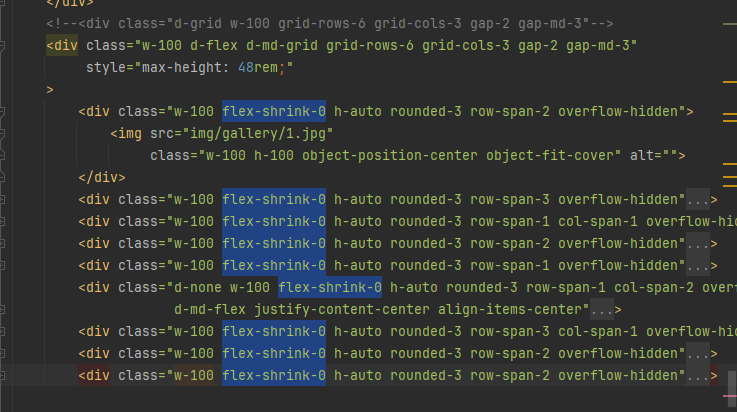 </div>
<!--<div class="d-grid w-100 grid-rows-6 grid-cols-3 gap-2 gap-md-3"-->
<div class="w-100 d-flex d-md-grid grid-rows-6 grid-cols-3 gap-2 gap-md-3"
style="max-height: 48rem;"
>
<div class="w-100 flex-shrink-0 h-auto rounded-3 row-span-2 overflow-hidden">
<img src="img/gallery/1.jpg"
class="w-100 h-100 object-position-center object-fit-cover" alt="">
</div>
<div class="w-100 flex-shrink-0 h-auto rounded-3 row-span-3 overflow-hidden"...>
<div class="w-100 flex-shrink-0 h-auto rounded-3 row-span-1 col-span-1 overflow-hid
<div class="w-100 flex-shrink-0 h-auto rounded-3 row-span-2 overflow-hidden"...>
<div class="w-100 flex-shrink-0 h-auto rounded-3 row-span-1 overflow-hidden"...>
<div class="d-none w-100 flex-shrink-0 h-auto rounded-3 row-span-1 col-span-2 overf
d-md-flex justify-content-center align-items-center"...>
<div class="w-100 flex-shrink-0 h-auto rounded-3 row-span-3 col-span-1 overflow-hid
<div class="w-100 flex-shrink-0 h-auto rounded-3 row-span-2 overflow-hidden"...>
<div class="w-100 flex-shrink-0 h-auto rounded-3 row-span-2 overflow-hidden"...>